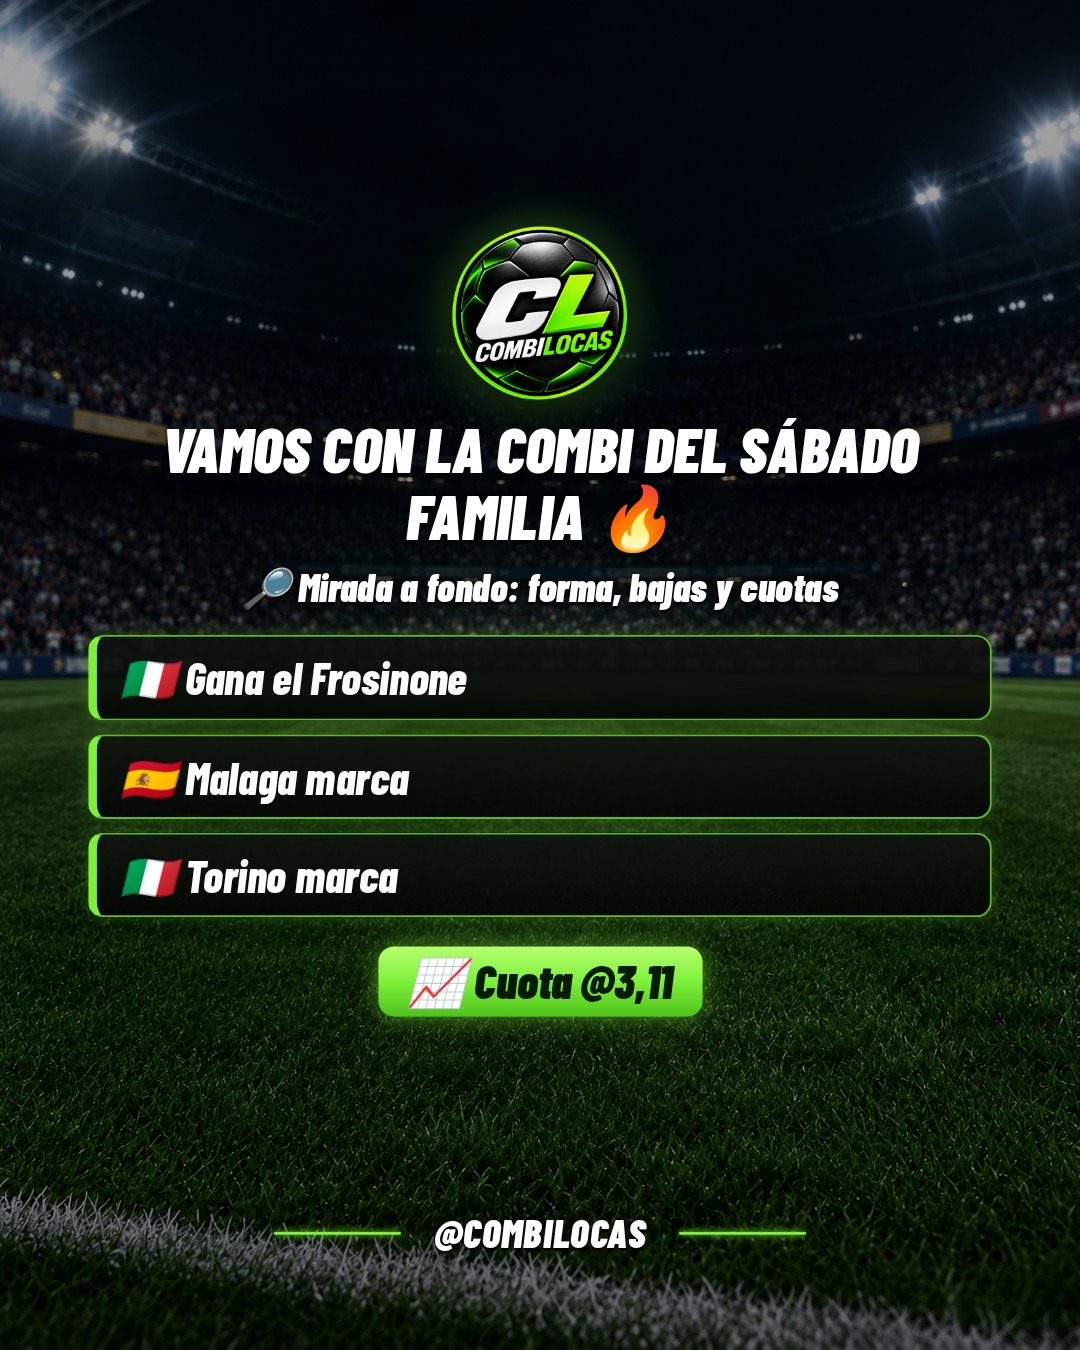 CL
COMBILOCAS
VAMOS CON LA COMBI DEL SÁBADO
FAMILIA 🔥
🔎 Mirada a fondo: forma, bajas y cuotas
🇮🇹 Gana el Frosinone
🇪🇸 Malaga marca
🇮🇹 Torino marca
📈 Cuota @3,11
@COMBILOCAS